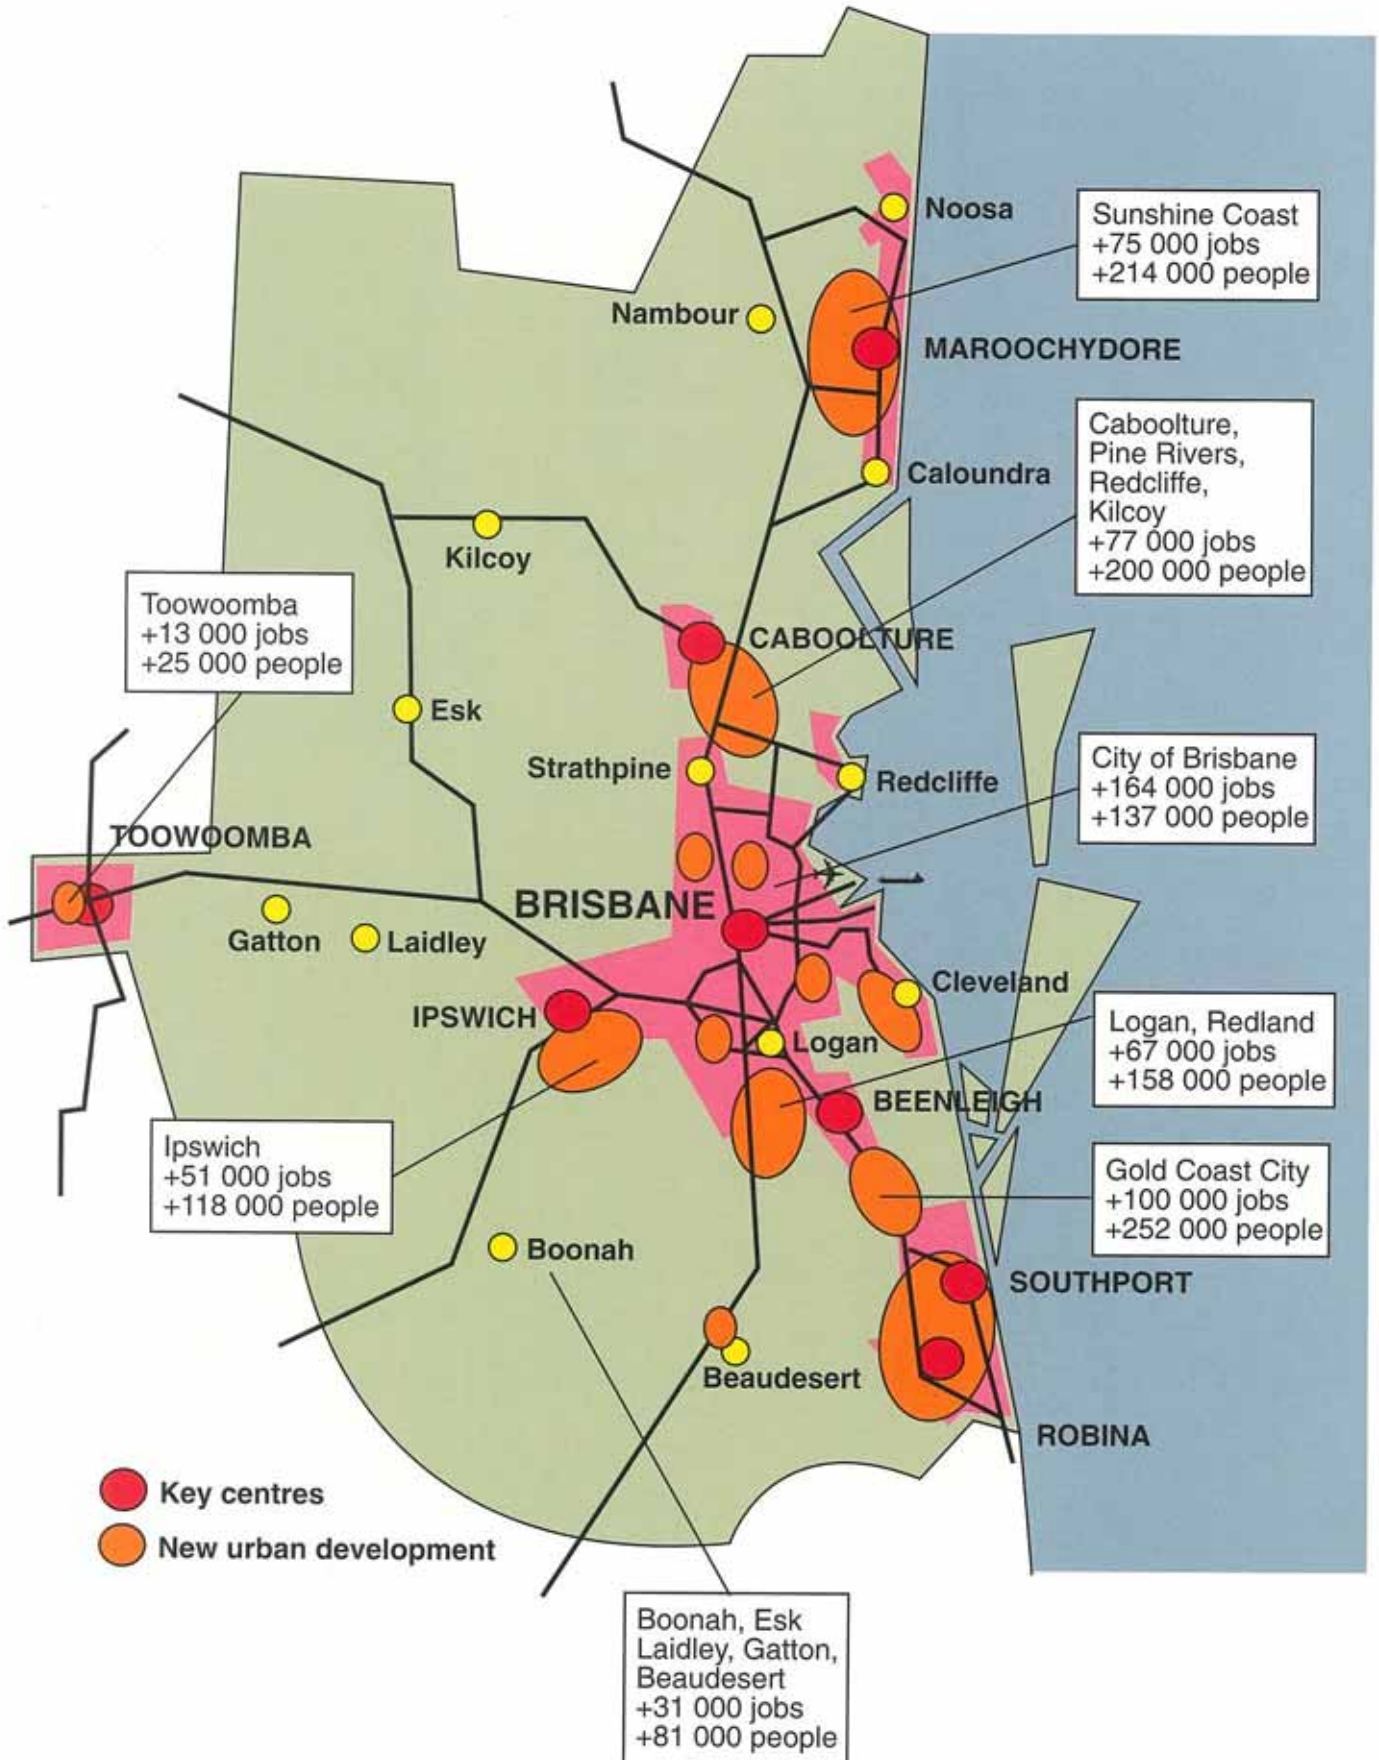 Noosa
Sunshine Coast
+75 000 jobs
+214 000 people
Nambour
MAROOCHYDORE
Caboolture,
Pine Rivers,
Redcliffe,
Kilcoy
+77 000 jobs
+200 000 people
Caloundra
Kilcoy
Toowoomba
+13 000 jobs
+25 000 people
CABOOLTURE
Esk
Strathpine
Redcliffe
City of Brisbane
+164 000 jobs
+137 000 people
TOOWOOMBA
BRISBANE
Gatton
Laidley
Cleveland
IPSWICH
Logan
Logan, Redland
+67 000 jobs
+158 000 people
BEENLEIGH
Ipswich
+51 000 jobs
+118 000 people
Gold Coast City
+100 000 jobs
+252 000 people
Boonah
SOUTHPORT
Beaudesert
ROBINA
Key centres
New urban development
Boonah, Esk
Laidley, Gatton,
Beaudesert
+31 000 jobs
+81 000 people